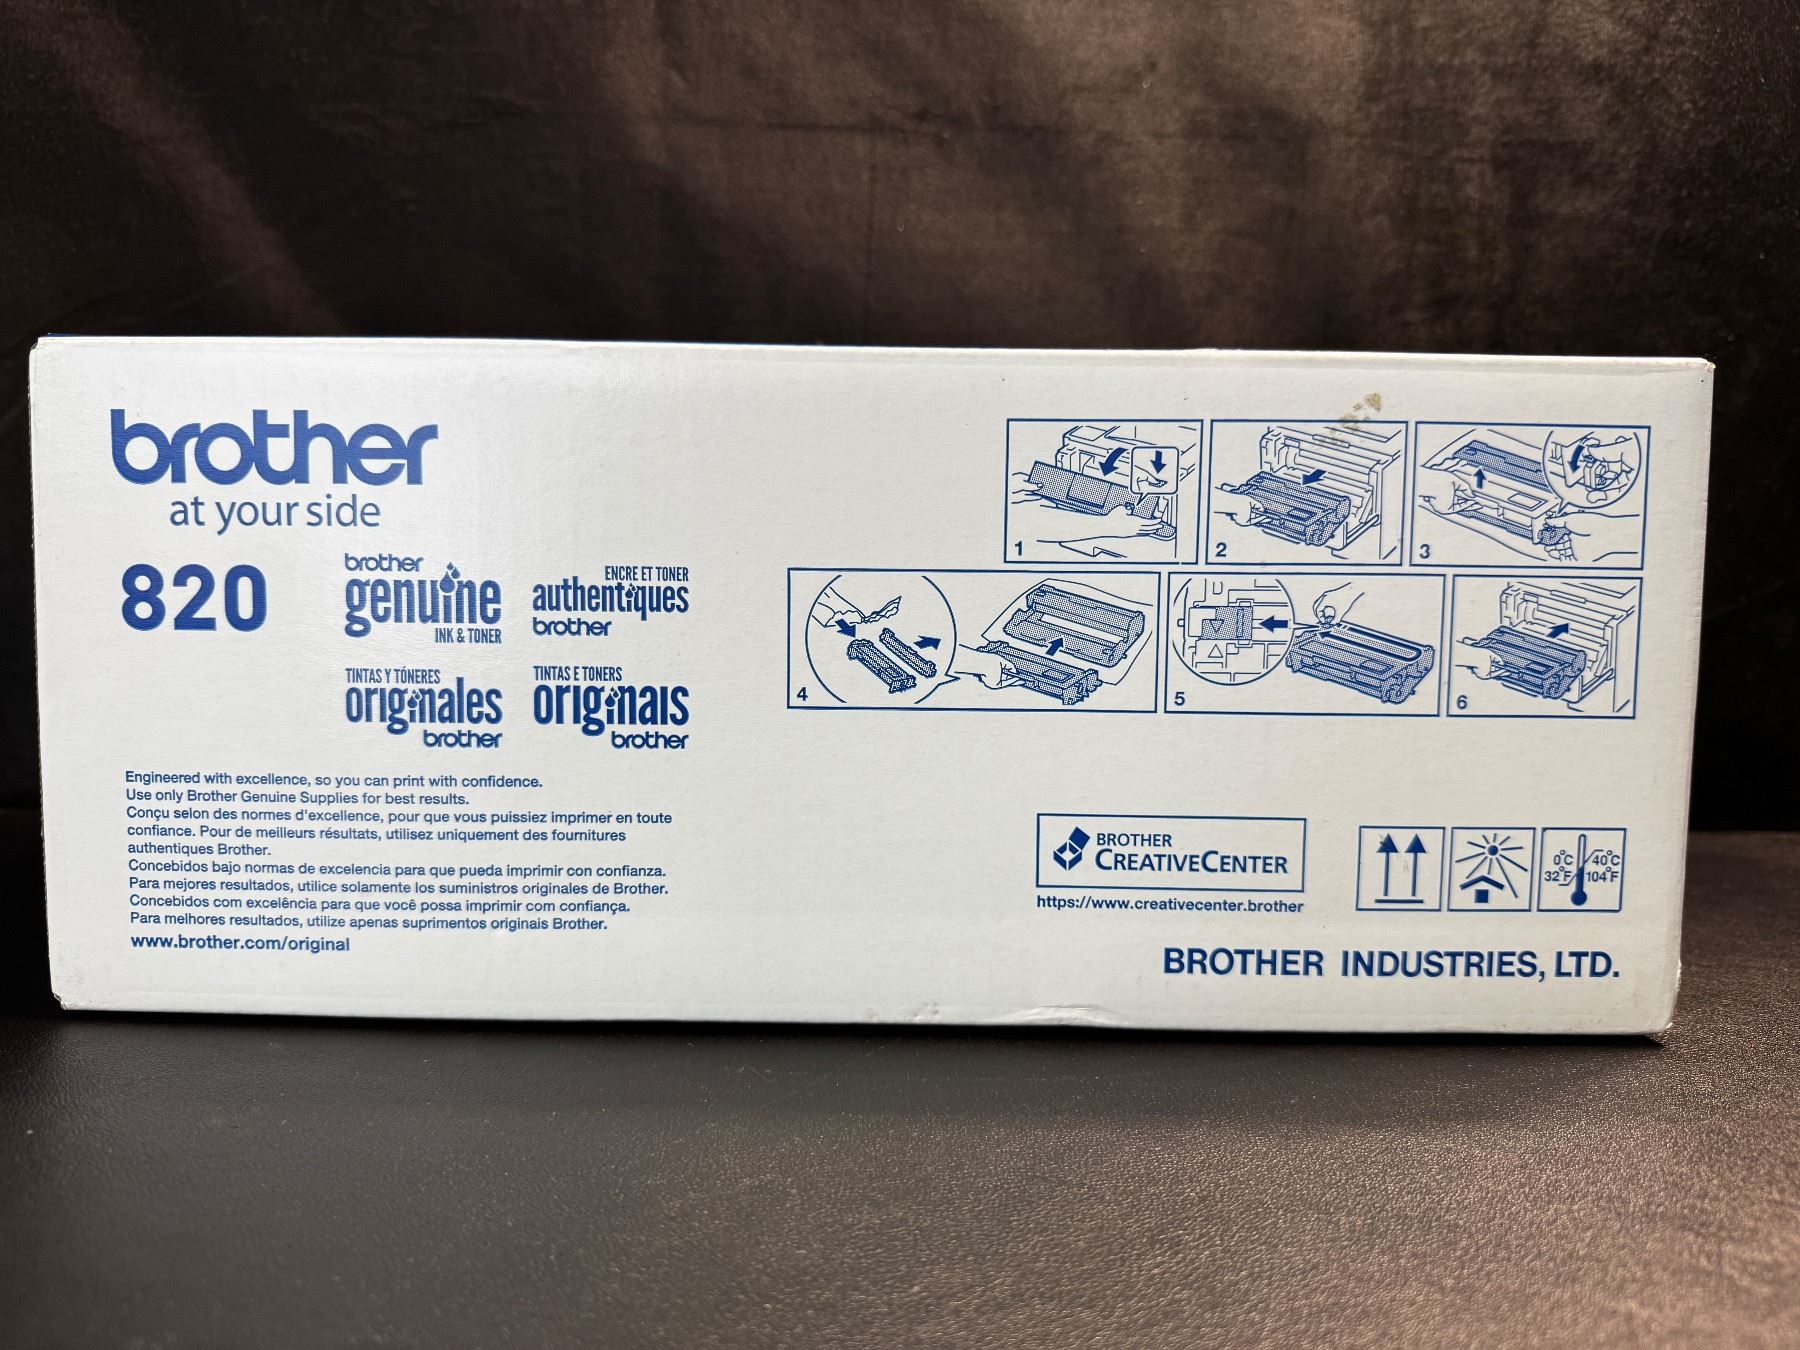 brother
at your side
820
brother
genuine
INK & TONER
ENCRE ET TONER
authentiques
brother
TINTAS Y TÓNERES
originales
brother
TINTAS E TONERS
originais
brother
Engineered with excellence, so you can print with confidence.
Use only Brother Genuine Supplies for best results.
Conçu selon des normes d'excellence, pour que vous puissiez imprimer en toute
confiance. Pour de meilleurs résultats, utilisez uniquement des fournitures
authentiques Brother.
Concebidos bajo normas de excelencia para que pueda imprimir con confianza.
Para mejores resultados, utilice solamente los suministros originales de Brother.
Concebidos com excelência para que você possa imprimir com confiança.
Para melhores resultados, utilize apenas suprimentos originais Brother.
www.brother.com/original
1
2
3
4
5
6
BROTHER
CREATIVECENTER
https://www.creativecenter.brother
0°C 40°C
32°F 104°F
BROTHER INDUSTRIES, LTD.